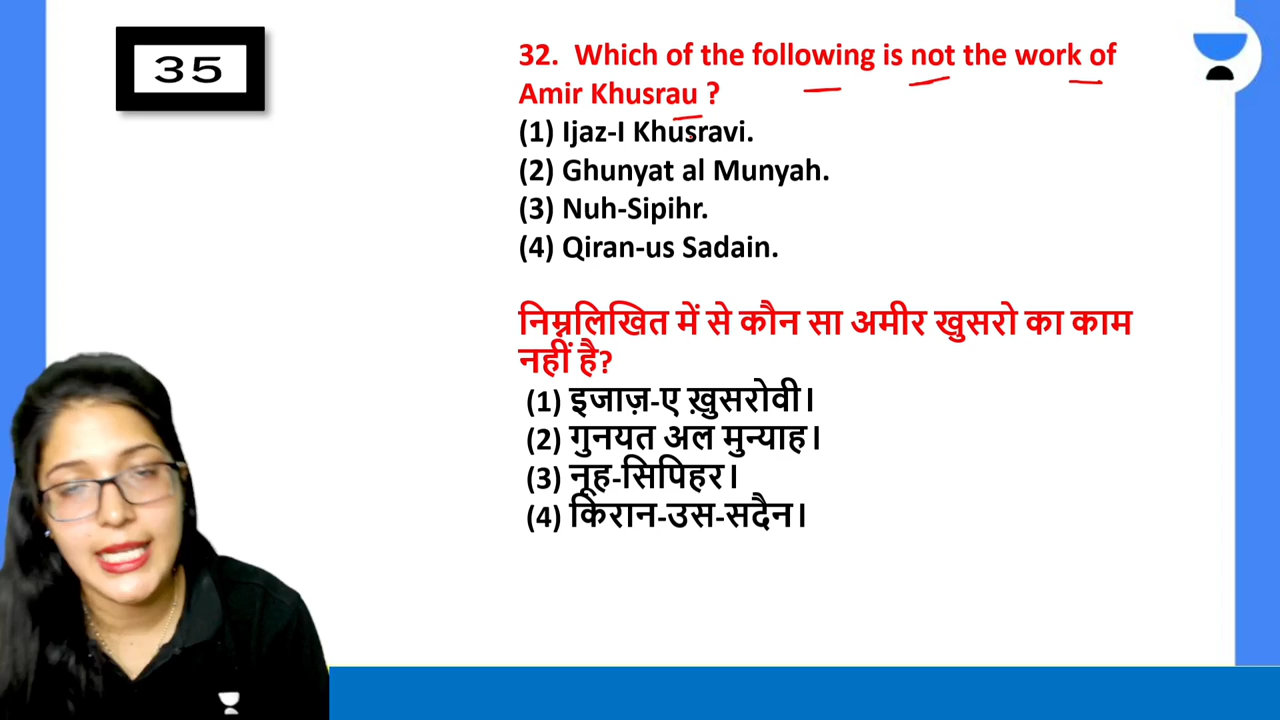 35
32. Which of the following is not the work of
Amir Khusrau ?
(1) Ijaz-I Khusravi.
(2) Ghunyat al Munyah.
(3) Nuh-Sipihr.
(4) Qiran-us Sadain.
निम्नलिखित में से कौन सा अमीर खुसरो का काम
नहीं है?
(1) इजाज़-ए ख़ुसरोवी।
(2) गुनयत अल मुन्याह।
(3) नूह-सिपिहर।
(4) किरान-उस-सदैन।